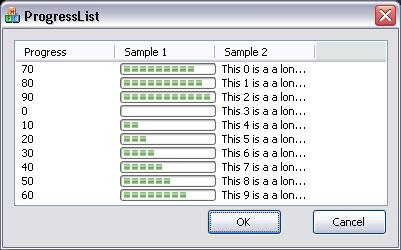 ProgressList
Progress Sample 1 Sample 2
70 This 0 is a a lon...
80 This 1 is a a lon...
90 This 2 is a a lon...
0 This 3 is a a lon...
10 This 4 is a a lon...
20 This 5 is a a lon...
30 This 6 is a a lon...
40 This 7 is a a lon...
50 This 8 is a a lon...
60 This 9 is a a lon...
OK Cancel